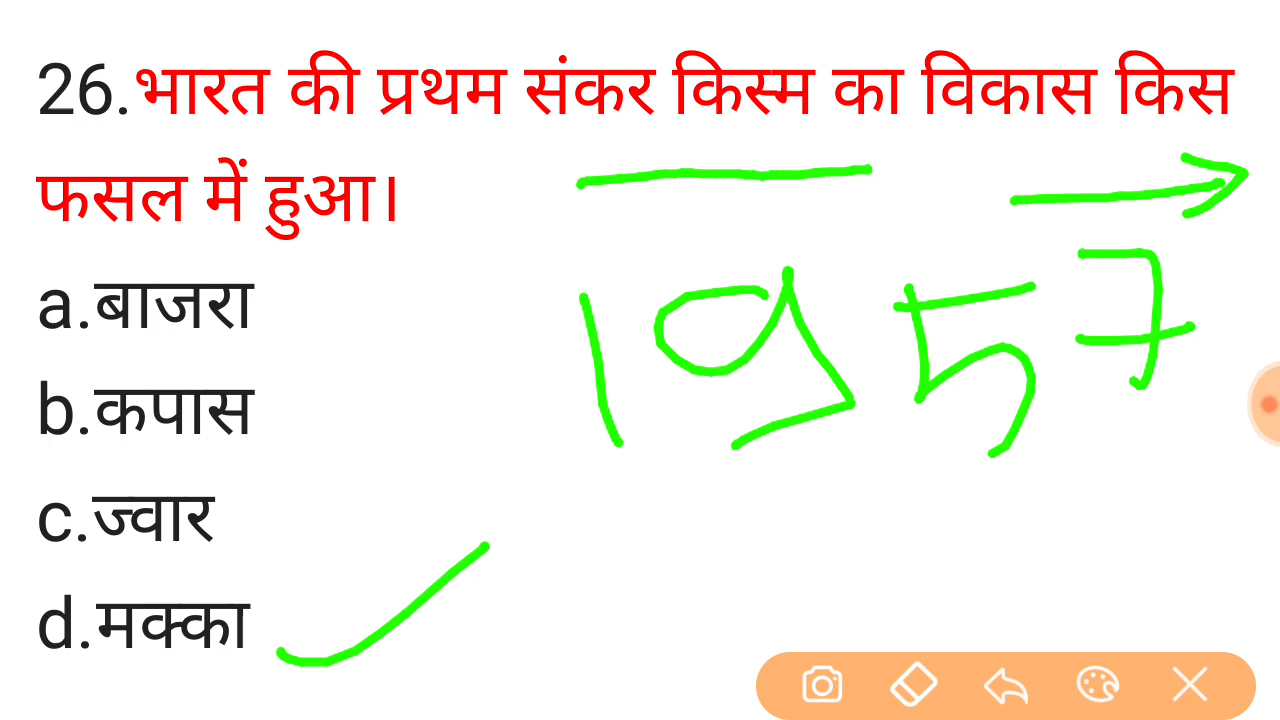 26.भारत की प्रथम संकर किस्म का विकास किस
फसल में हुआ।
1957
a.बाजरा
b.कपास
c.ज्वार
d.मक्का